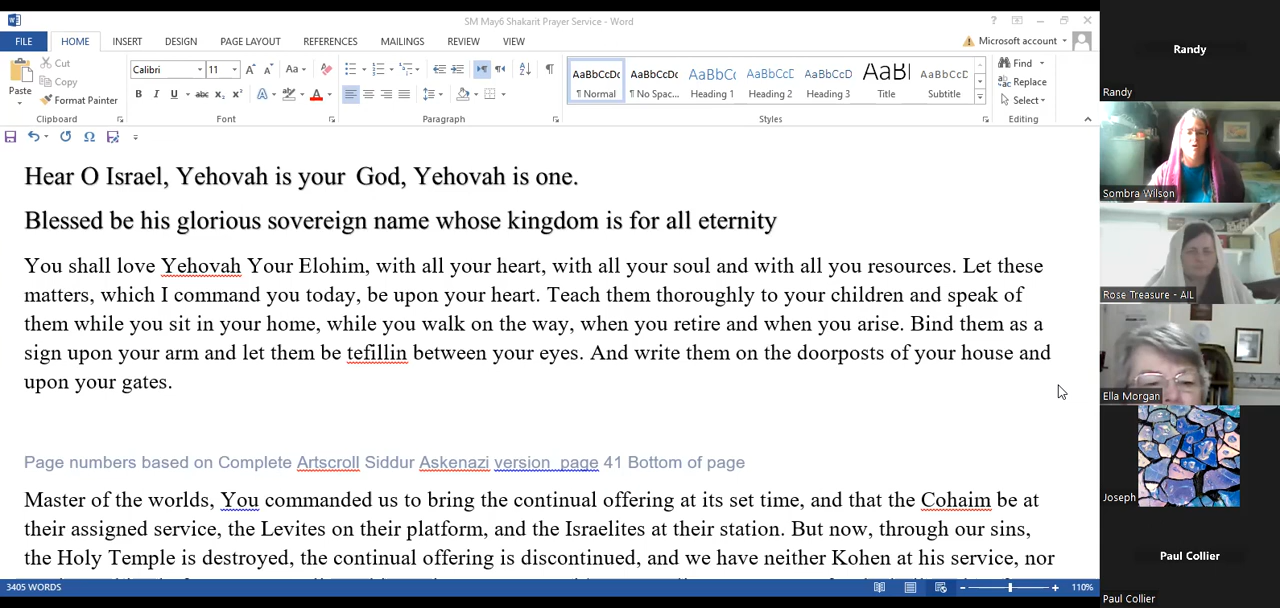 SM May6 Shakarit Prayer Service - Word
FILE HOME INSERT DESIGN PAGE LAYOUT REFERENCES MAILINGS REVIEW VIEW Microsoft account
Cut
Copy
Paste
Format Painter
Clipboard
Calibri 11
Font
Paragraph
AaBbCcDc AaBbCcDc AaBbC AaBbCcD AaBbCcD AaB AaBbCcD
¶ Normal ¶ No Spac... Heading 1 Heading 2 Heading 3 Title Subtitle
Styles
Find
Replace
Select
Editing
Hear O Israel, Yehovah is your God, Yehovah is one.
Blessed be his glorious sovereign name whose kingdom is for all eternity
You shall love Yehovah Your Elohim, with all your heart, with all your soul and with all you resources. Let these
matters, which I command you today, be upon your heart. Teach them thoroughly to your children and speak of
them while you sit in your home, while you walk on the way, when you retire and when you arise. Bind them as a
sign upon your arm and let them be tefillin between your eyes. And write them on the doorposts of your house and
upon your gates.
Page numbers based on Complete Artscroll Siddur Askenazi version page 41 Bottom of page
Master of the worlds, You commanded us to bring the continual offering at its set time, and that the Cohaim be at
their assigned service, the Levites on their platform, and the Israelites at their station. But now, through our sins,
the Holy Temple is destroyed, the continual offering is discontinued, and we have neither Kohen at his service, nor
3405 WORDS
110%
Randy
Randy
Sombra Wilson
Rose Treasure - AIL
Ella Morgan
Joseph
Paul Collier
Paul Collier